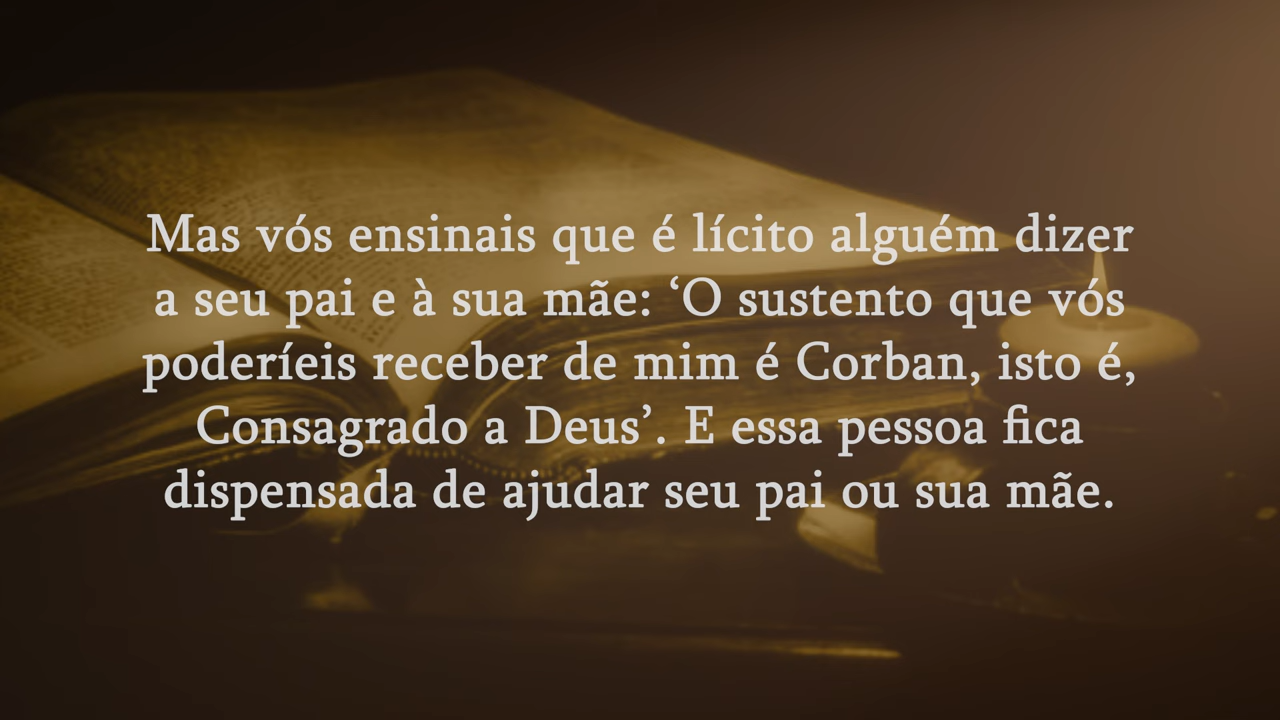 Mas vós ensinais que é lícito alguém dizer
a seu pai e à sua mãe: ‘O sustento que vós
poderíeis receber de mim é Corban, isto é,
Consagrado a Deus’. E essa pessoa fica
dispensada de ajudar seu pai ou sua mãe.